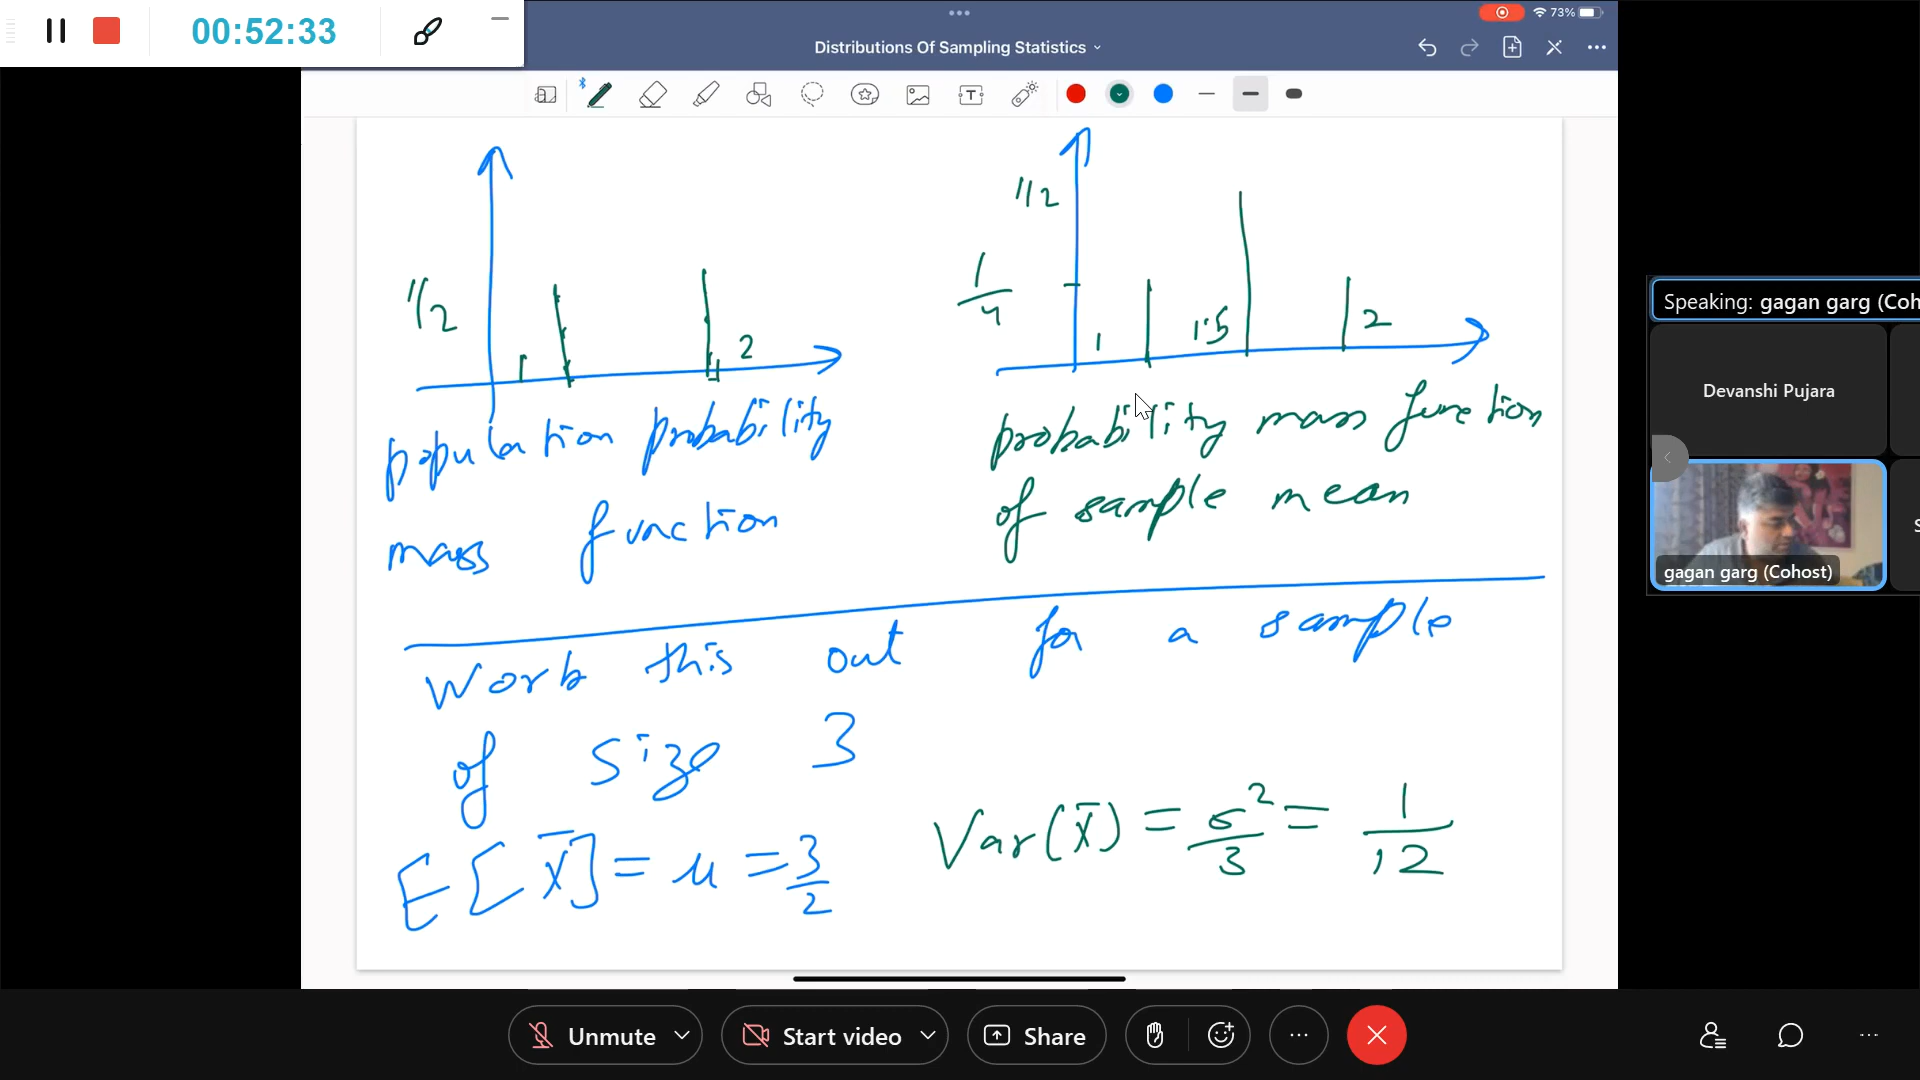 00:52:33
73%
Distributions Of Sampling Statistics
T
1/2
1 2
population probability
mass function
1/2
1/4
1 1.5 2
probability mass function
of sample mean
Work this out for a sample
of size 3
E[X̄] = μ = 3/2
Var(X̄) = σ²/3 = 1/12
Speaking: gagan garg (Coh
Devanshi Pujara
S
gagan garg (Cohost)
Unmute
Start video
Share